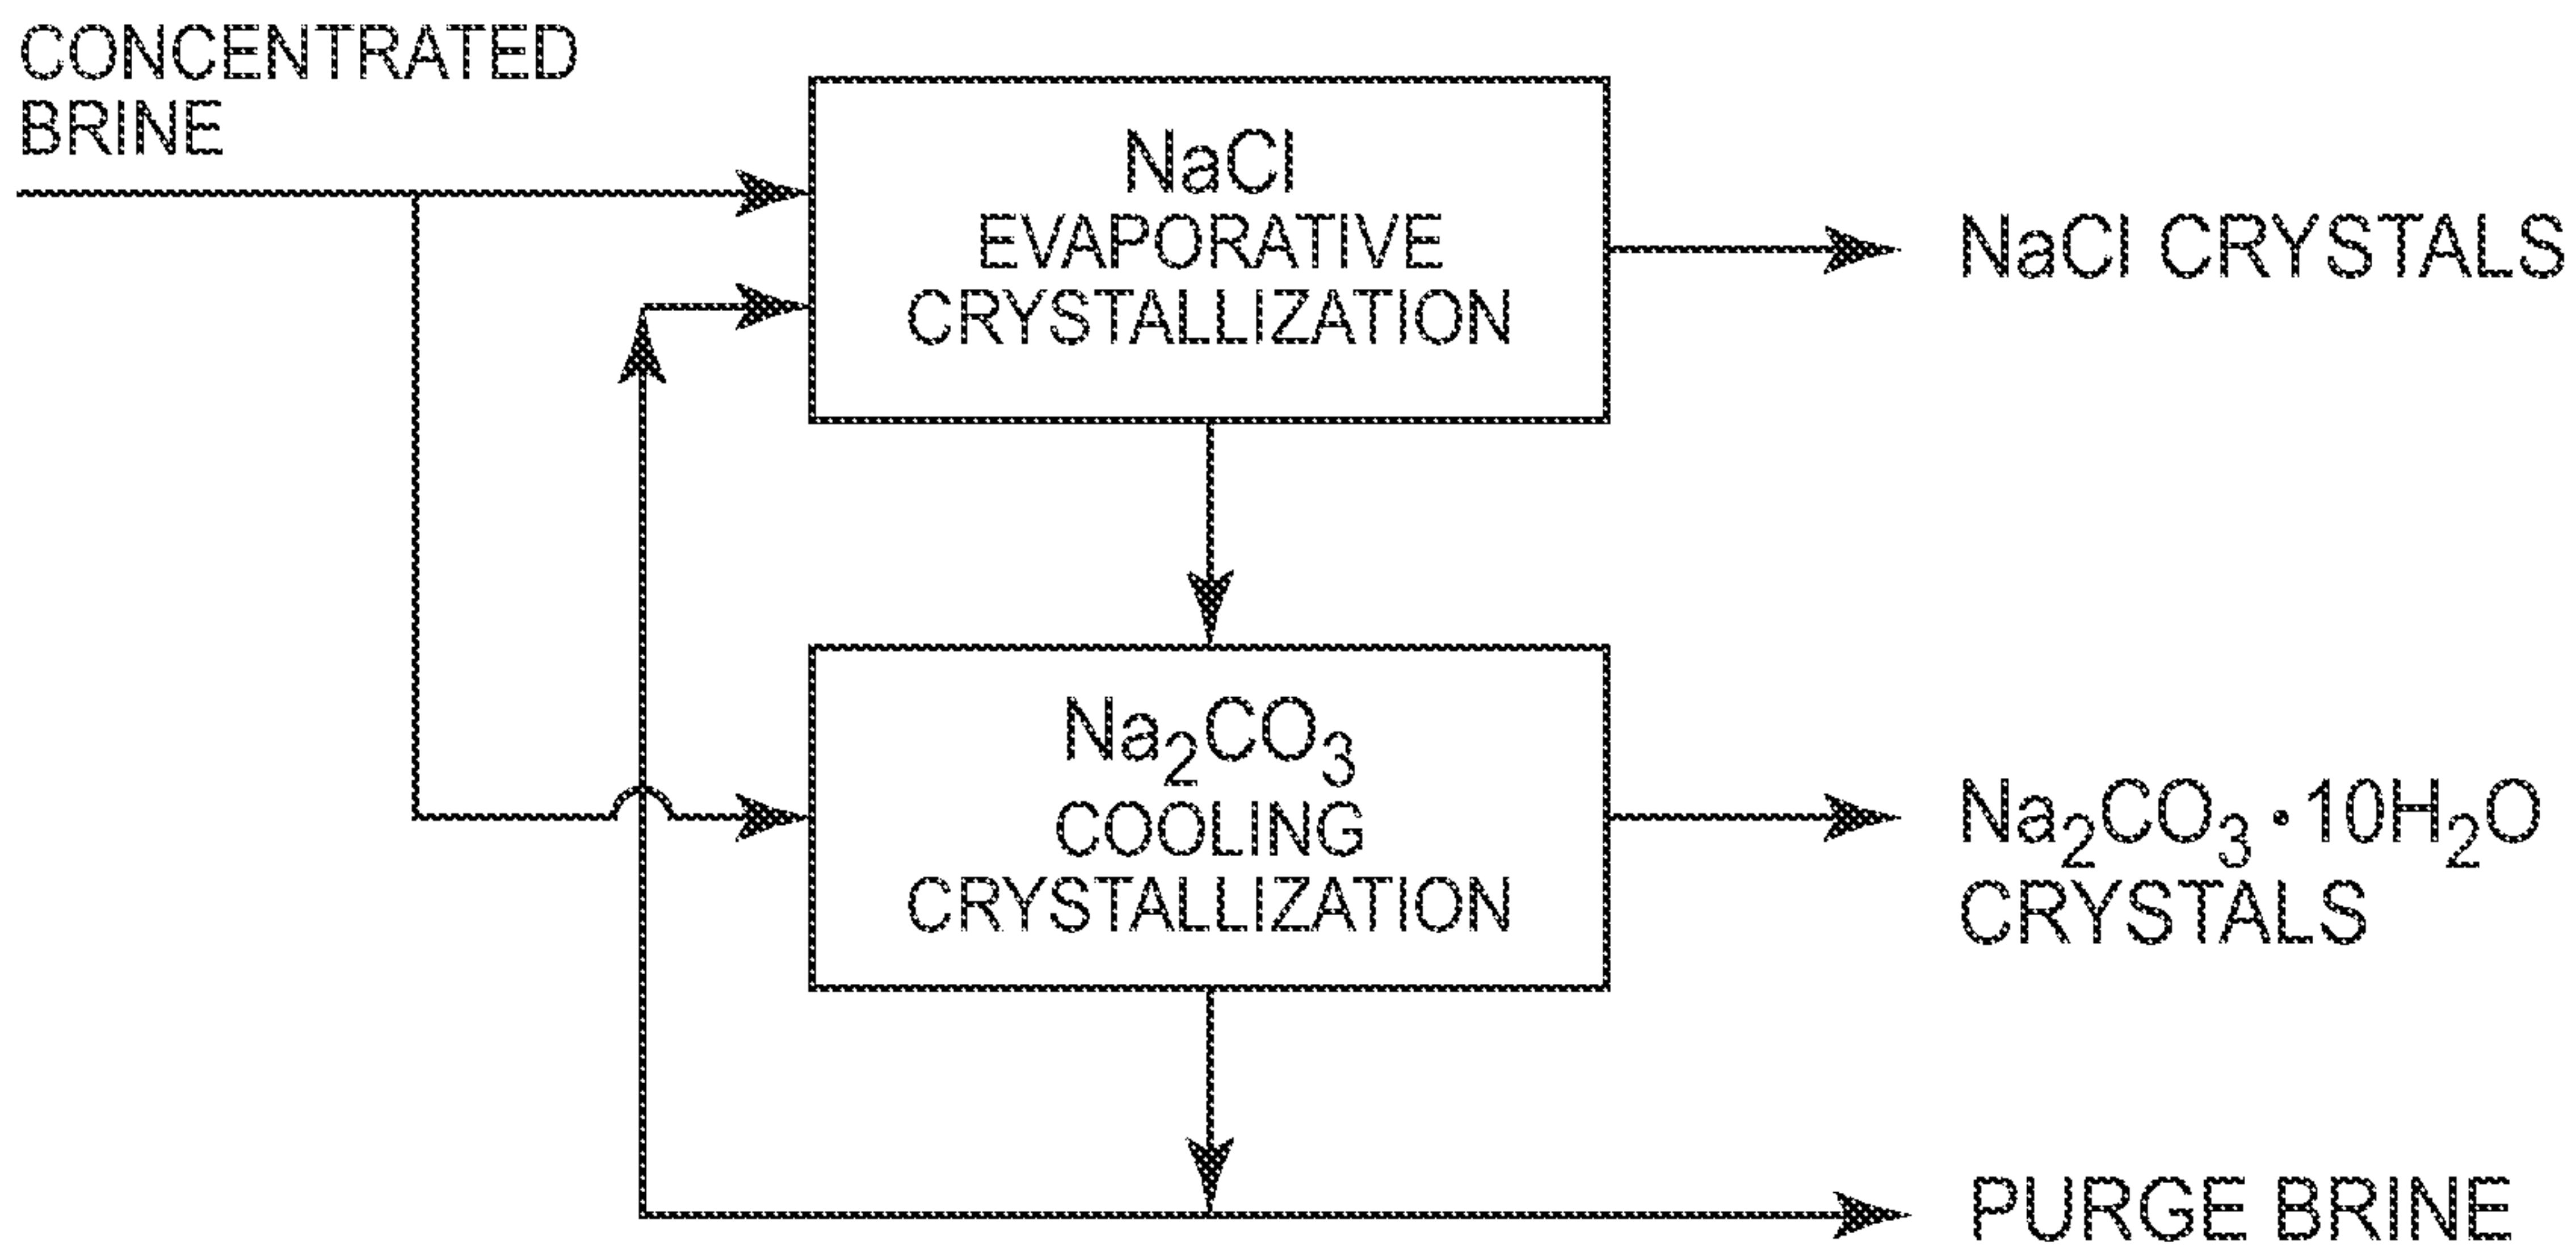 CONCENTRATED
BRINE
NaCl
EVAPORATIVE
CRYSTALLIZATION
NaCl CRYSTALS
Na₂CO₃
COOLING
CRYSTALLIZATION
Na₂CO₃ • 10H₂O
CRYSTALS
PURGE BRINE